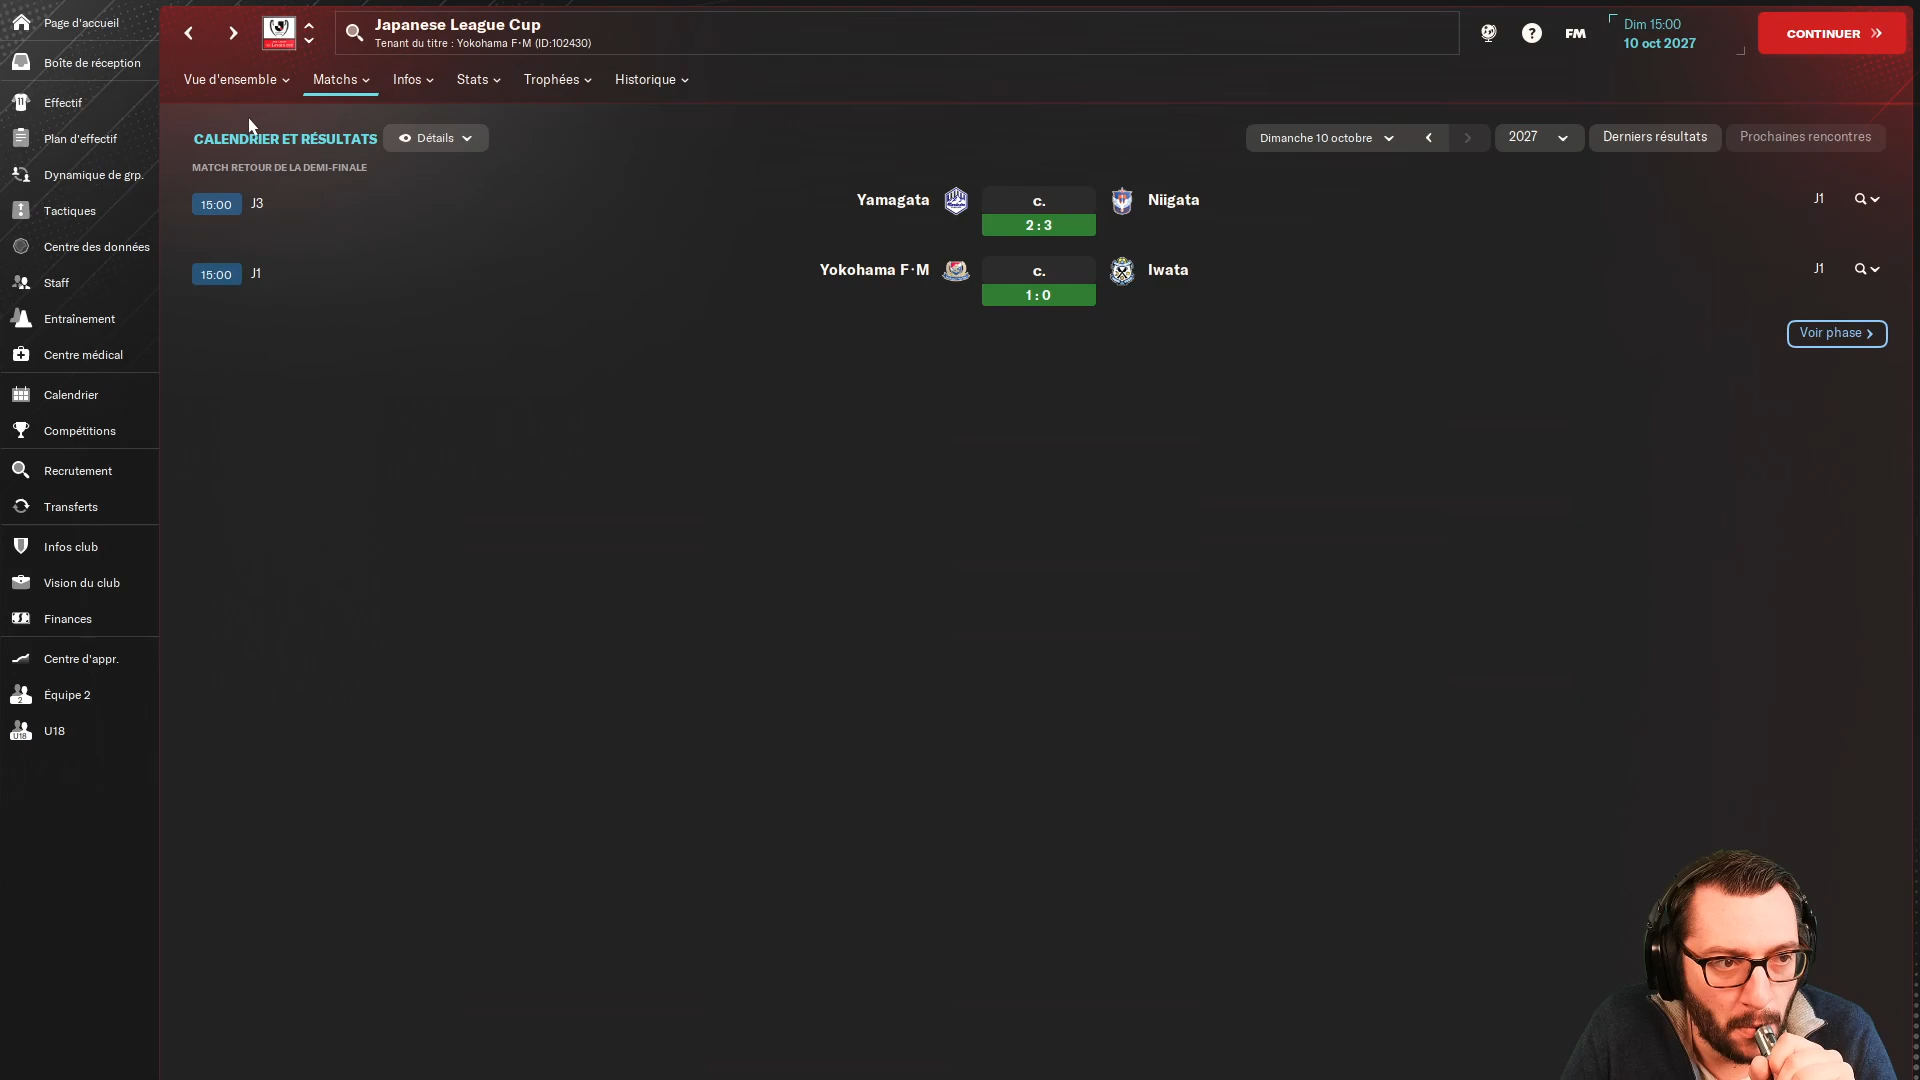 Page d'accueil
Boîte de réception
Effectif
Plan d'effectif
Dynamique de grp.
Tactiques
Centre des données
Staff
Entraînement
Centre médical
Calendrier
Compétitions
Recrutement
Transferts
Infos club
Vision du club
Finances
Centre d'appr.
Équipe 2
U18
Japanese League Cup
Tenant du titre : Yokohama F·M (ID:102430)
FM
Dim 15:00
10 oct 2027
CONTINUER
Vue d'ensemble
Matchs
Infos
Stats
Trophées
Historique
CALENDRIER ET RÉSULTATS
Détails
Dimanche 10 octobre
2027
Derniers résultats
Prochaines rencontres
MATCH RETOUR DE LA DEMI-FINALE
15:00 J3 Yamagata c. Niigata J1
2 : 3
15:00 J1 Yokohama F·M c. Iwata J1
1 : 0
Voir phase